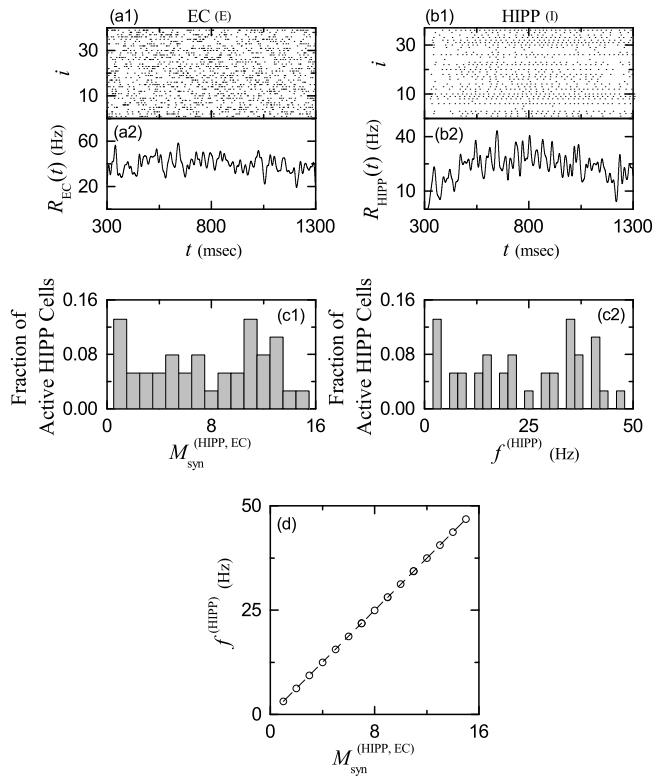 (a1) EC (E)
30
i
10
(a2)
60
R_EC(t) (Hz)
20
300 800 1300
t (msec)
(b1) HIPP (I)
30
i
10
(b2)
40
R_HIPP(t) (Hz)
10
300 800 1300
t (msec)
(c1)
0.16
0.08
0.00
Fraction of
Active HIPP Cells
0 8 16
M_syn^(HIPP, EC)
(c2)
0.16
0.08
0.00
Fraction of
Active HIPP Cells
0 25 50
f^(HIPP) (Hz)
(d)
50
25
0
f^(HIPP) (Hz)
0 8 16
M_syn^(HIPP, EC)